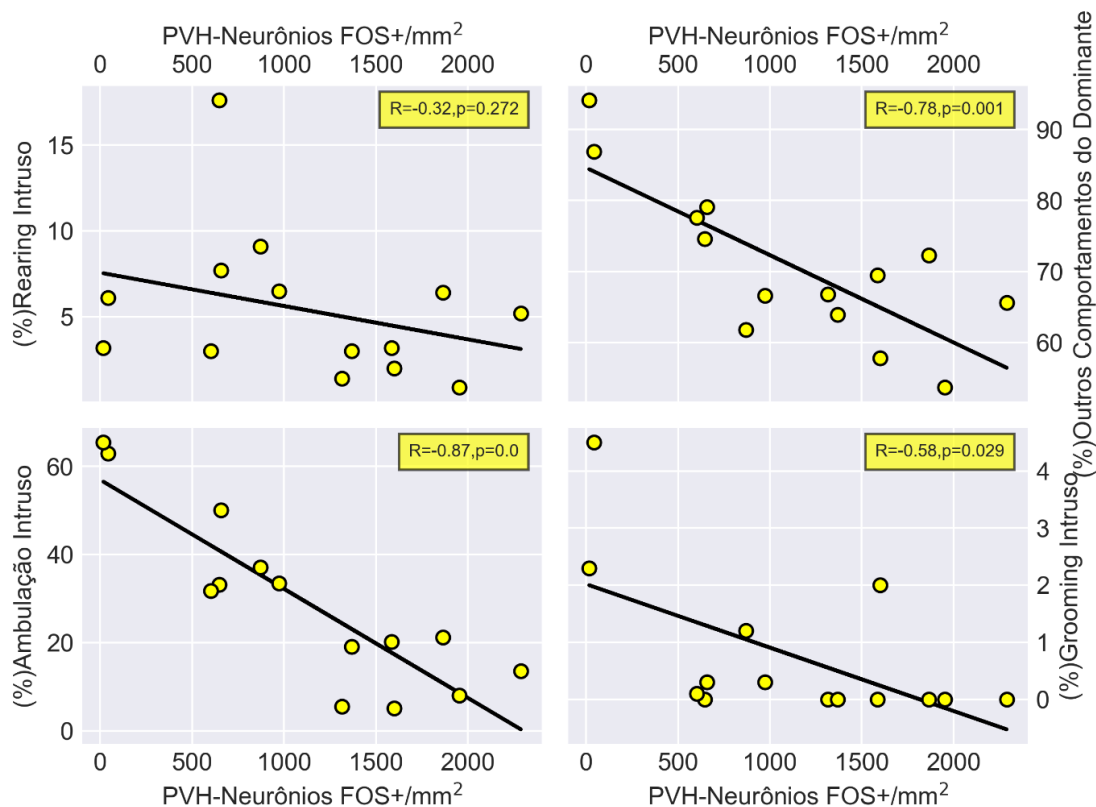 PVH-Neurônios FOS+/mm²
PVH-Neurônios FOS+/mm²
0 500 1000 1500 2000
0 500 1000 1500 2000
R=-0.32,p=0.272
15
10
5
(%)Rearing Intruso
R=-0.78,p=0.001
90
80
70
60
(%)Outros Comportamentos do Dominante
R=-0.87,p=0.0
60
40
20
0
(%)Ambulação Intruso
R=-0.58,p=0.029
4
3
2
1
0
(%)Grooming Intruso
0 500 1000 1500 2000
0 500 1000 1500 2000
PVH-Neurônios FOS+/mm²
PVH-Neurônios FOS+/mm²